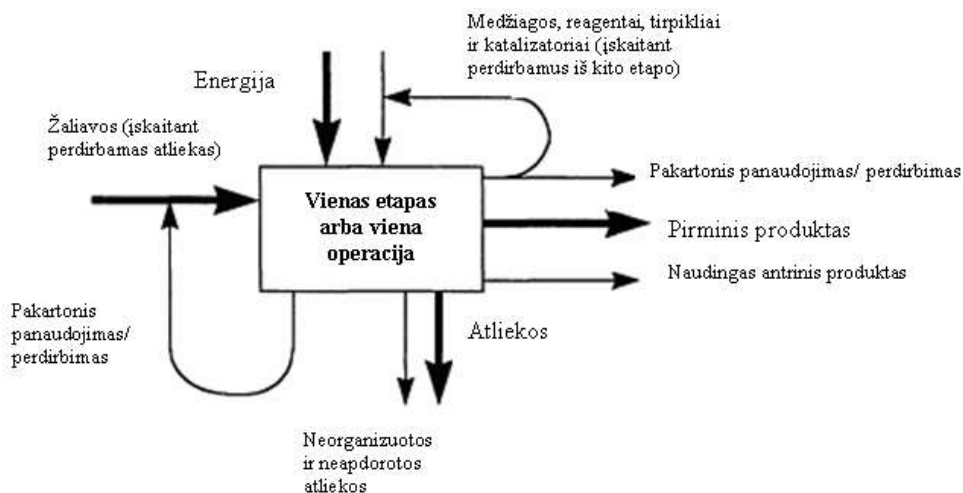 Medžiagos, reagentai, tirpikliai
ir katalizatoriai (įskaitant
perdirbamus iš kito etapo)
Energija
Žaliavos (įskaitant
perdirbamas atliekas)
Vienas etapas
arba viena
operacija
Pakartonis panaudojimas/ perdirbimas
Pirminis produktas
Naudingas antrinis produktas
Pakartonis
panaudojimas/
perdirbimas
Atliekos
Neorganizuotos
ir neapdorotos
atliekos